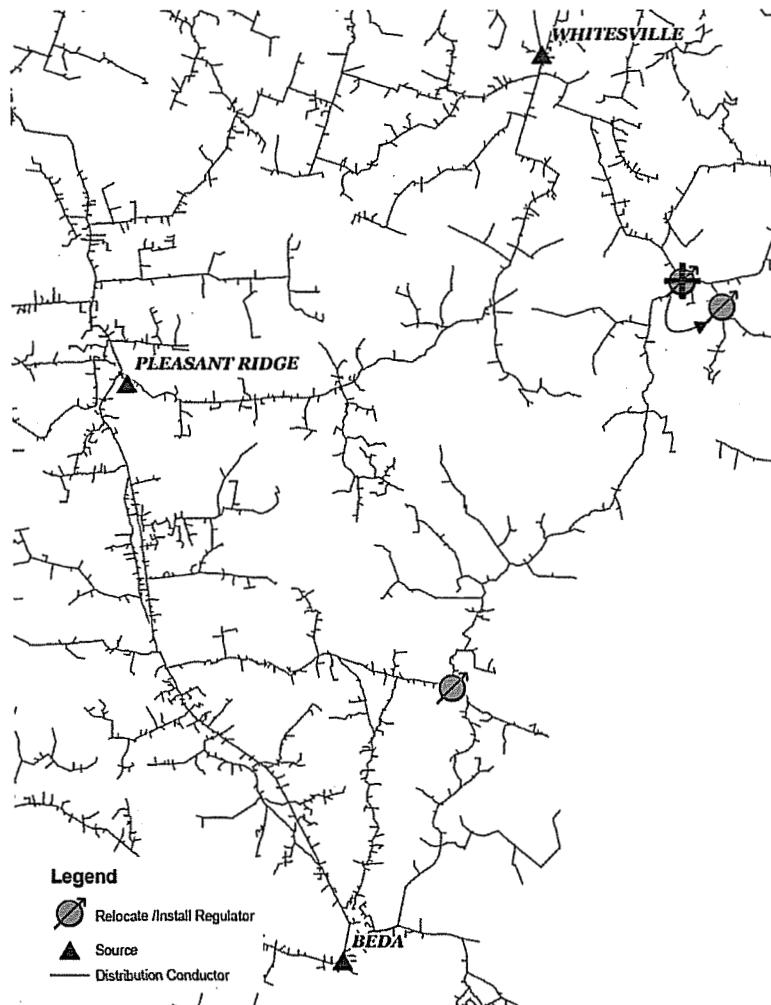 WHITESVILLE
PLEASANT RIDGE
Legend
Relocate /Install Regulator
Source
Distribution Conductor
BEDA